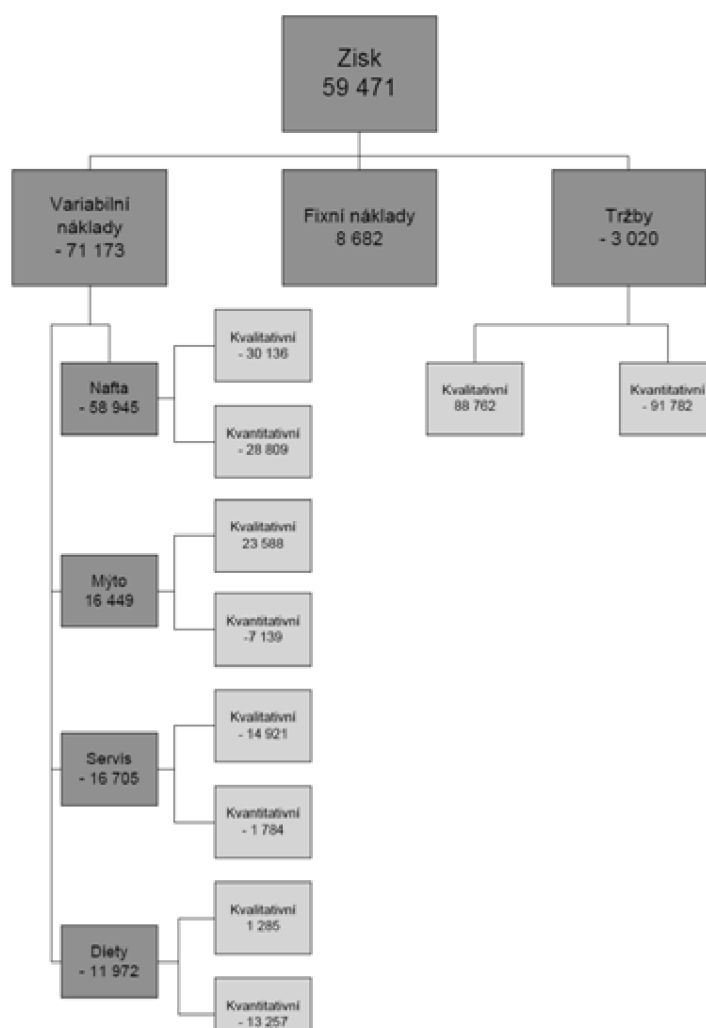 Zisk
59 471
Variabilní
náklady
- 71 173
Fixní náklady
8 682
Tržby
- 3 020
Kvalitativní
- 30 136
Nafta
- 58 945
Kvantitativní
- 28 809
Kvalitativní
88 762
Kvantitativní
- 91 782
Kvalitativní
23 588
Mýto
16 449
Kvantitativní
-7 139
Kvalitativní
- 14 921
Servis
- 16 705
Kvantitativní
- 1 784
Kvalitativní
1 285
Diety
- 11 972
Kvantitativní
- 13 257